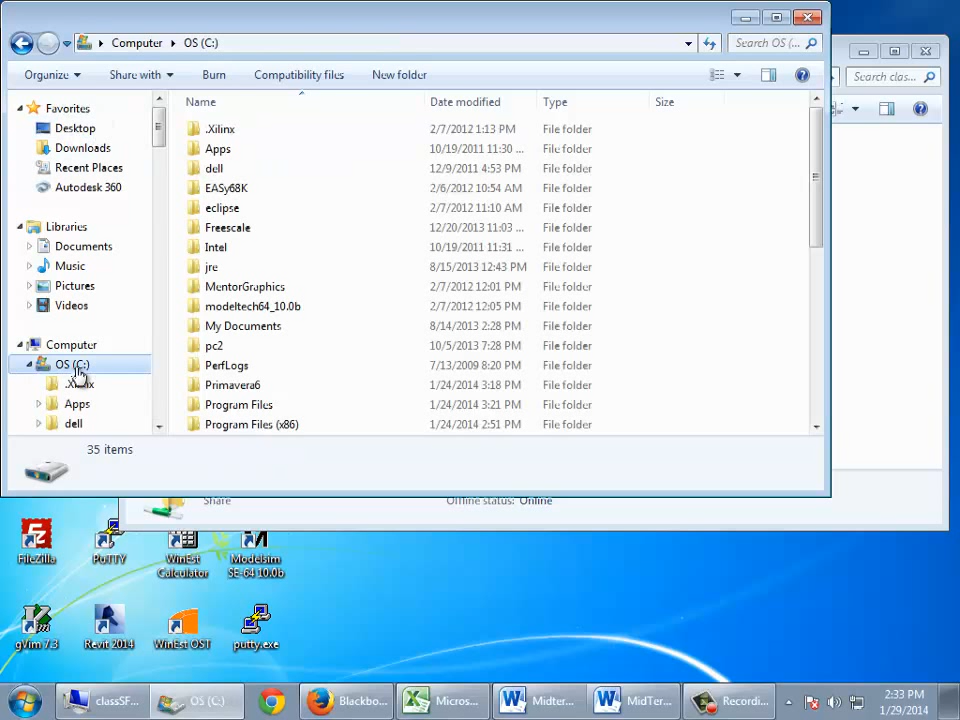 Computer
OS (C:)
Search OS (...
Search clas...
Organize
Share with
Burn
Compatibility files
New folder
Favorites
Desktop
Downloads
Recent Places
Autodesk 360
Libraries
Documents
Music
Pictures
Videos
Computer
OS (C:)
Apps
dell
Name Date modified Type Size
.Xilinx 2/7/2012 1:13 PM File folder
Apps 10/19/2011 11:30 ... File folder
dell 12/9/2011 4:53 PM File folder
EASy68K 2/6/2012 10:54 AM File folder
eclipse 2/7/2012 11:10 AM File folder
Freescale 12/20/2013 11:03 ... File folder
Intel 10/19/2011 11:31 ... File folder
jre 8/15/2013 12:43 PM File folder
MentorGraphics 2/7/2012 12:01 PM File folder
modeltech64_10.0b 2/7/2012 12:05 PM File folder
My Documents 8/14/2013 2:28 PM File folder
pc2 10/5/2013 7:28 PM File folder
PerfLogs 7/13/2009 8:20 PM File folder
Primavera6 1/24/2014 3:18 PM File folder
Program Files 1/24/2014 3:21 PM File folder
Program Files (x86) 1/24/2014 2:51 PM File folder
35 items
Share Offline status: Online
FileZilla
PuTTY
WinEst Calculator
Modelsim SE-64 10.0b
gVim 7.3
Revit 2014
WinEst OST
putty.exe
classSF...
OS (C:)
Blackbo...
Micros...
Midter...
MidTer...
Recordi...
2:33 PM
1/29/2014